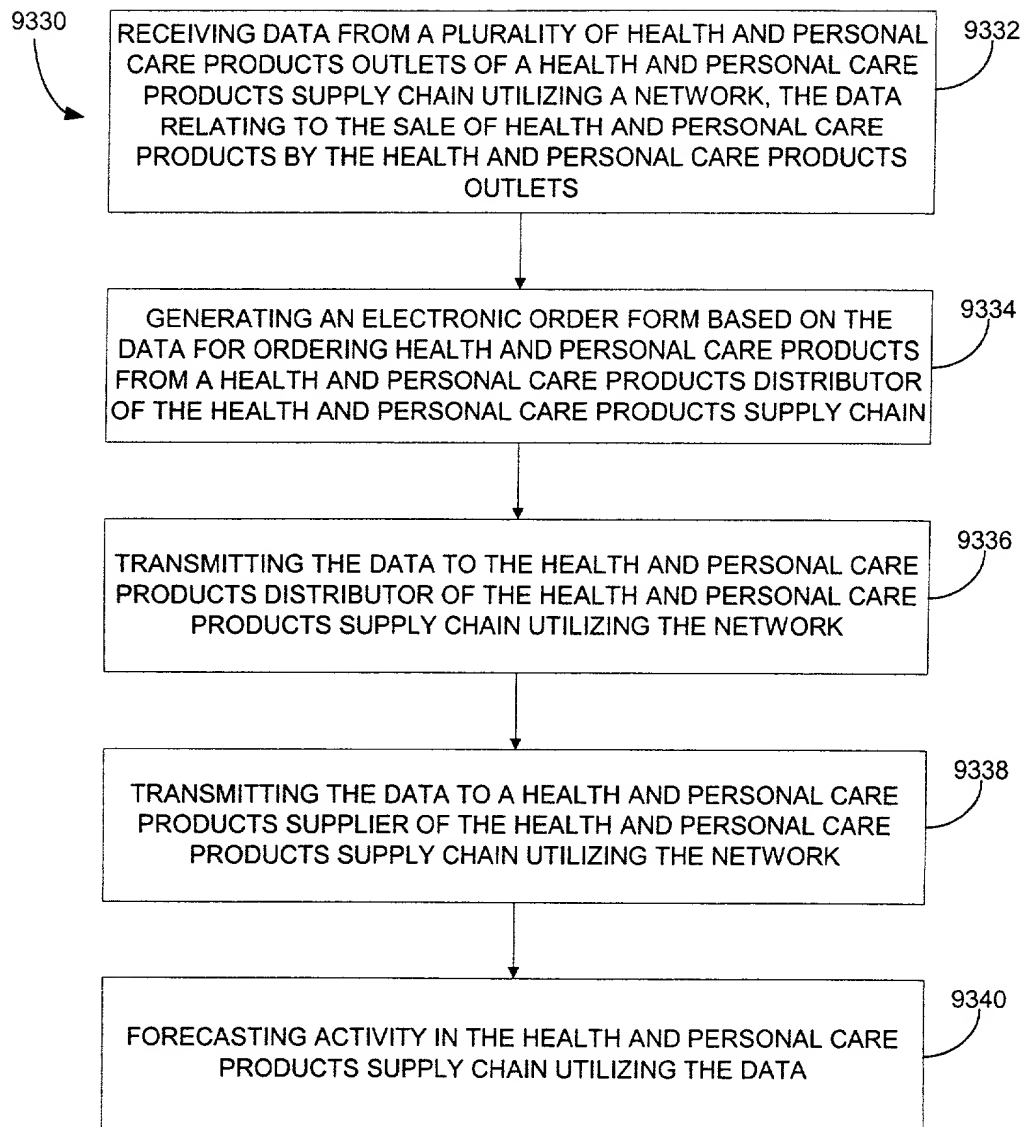 9330
RECEIVING DATA FROM A PLURALITY OF HEALTH AND PERSONAL
CARE PRODUCTS OUTLETS OF A HEALTH AND PERSONAL CARE
PRODUCTS SUPPLY CHAIN UTILIZING A NETWORK, THE DATA
RELATING TO THE SALE OF HEALTH AND PERSONAL CARE
PRODUCTS BY THE HEALTH AND PERSONAL CARE PRODUCTS
OUTLETS
9332
GENERATING AN ELECTRONIC ORDER FORM BASED ON THE
DATA FOR ORDERING HEALTH AND PERSONAL CARE PRODUCTS
FROM A HEALTH AND PERSONAL CARE PRODUCTS DISTRIBUTOR
OF THE HEALTH AND PERSONAL CARE PRODUCTS SUPPLY CHAIN
9334
TRANSMITTING THE DATA TO THE HEALTH AND PERSONAL CARE
PRODUCTS DISTRIBUTOR OF THE HEALTH AND PERSONAL CARE
PRODUCTS SUPPLY CHAIN UTILIZING THE NETWORK
9336
TRANSMITTING THE DATA TO A HEALTH AND PERSONAL CARE
PRODUCTS SUPPLIER OF THE HEALTH AND PERSONAL CARE
PRODUCTS SUPPLY CHAIN UTILIZING THE NETWORK
9338
FORECASTING ACTIVITY IN THE HEALTH AND PERSONAL CARE
PRODUCTS SUPPLY CHAIN UTILIZING THE DATA
9340